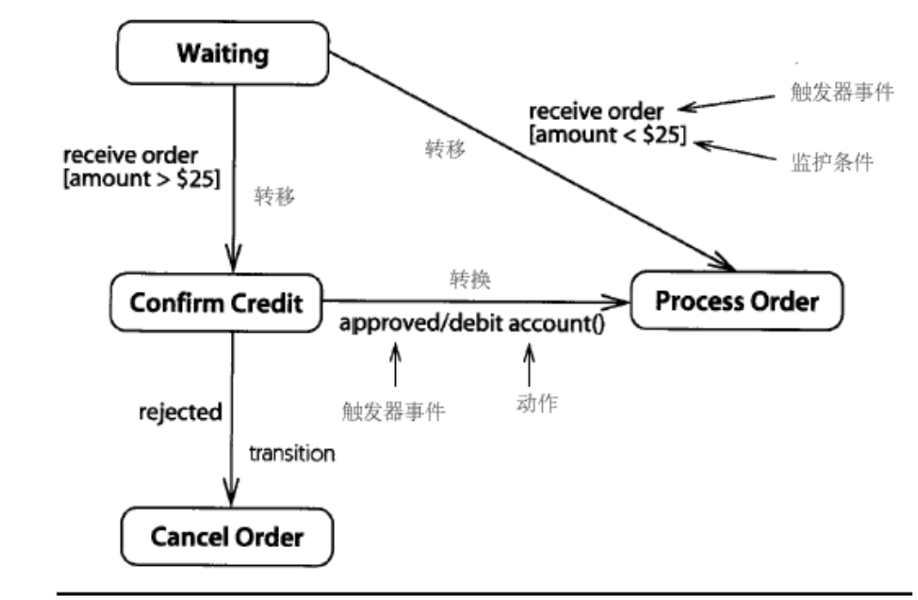 Waiting
触发器事件
receive order
[amount < $25]
转移
监护条件
receive order
[amount > $25]
转移
转换
Confirm Credit
Process Order
approved/debit account()
触发器事件
动作
rejected
transition
Cancel Order